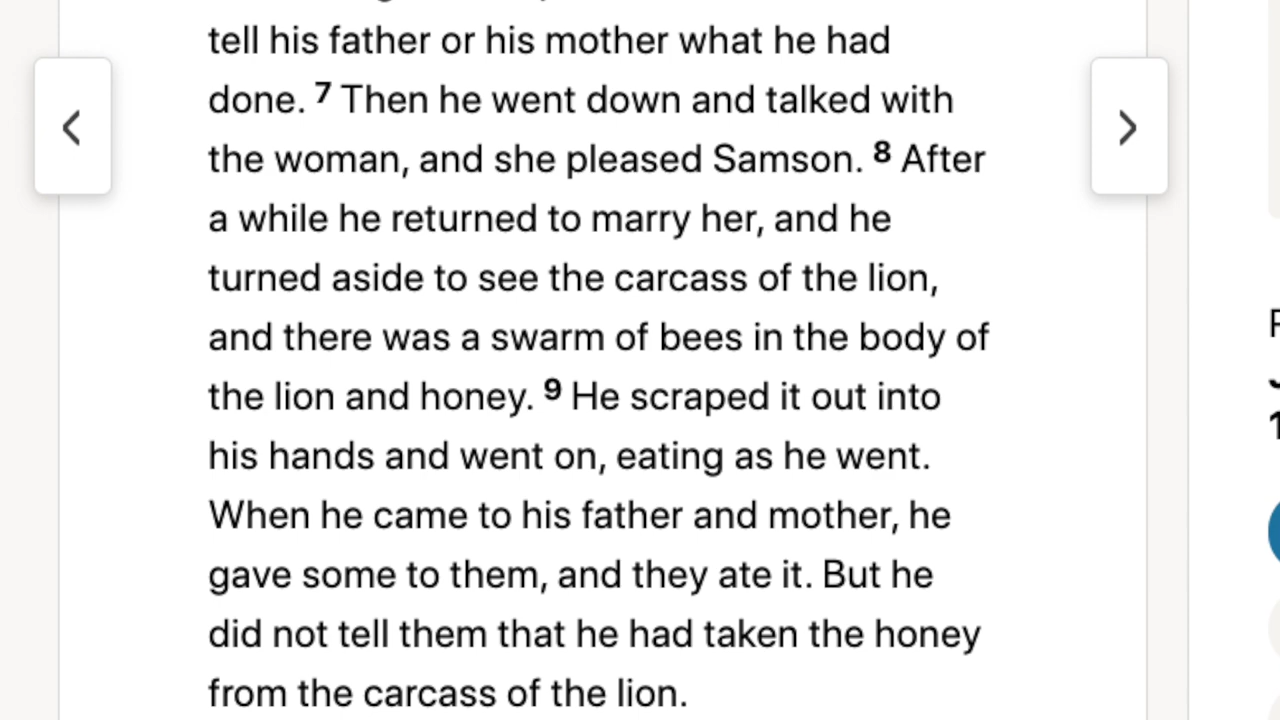 tell his father or his mother what he had
done. 7 Then he went down and talked with
the woman, and she pleased Samson. 8 After
a while he returned to marry her, and he
turned aside to see the carcass of the lion,
and there was a swarm of bees in the body of
the lion and honey. 9 He scraped it out into
his hands and went on, eating as he went.
When he came to his father and mother, he
gave some to them, and they ate it. But he
did not tell them that he had taken the honey
from the carcass of the lion.